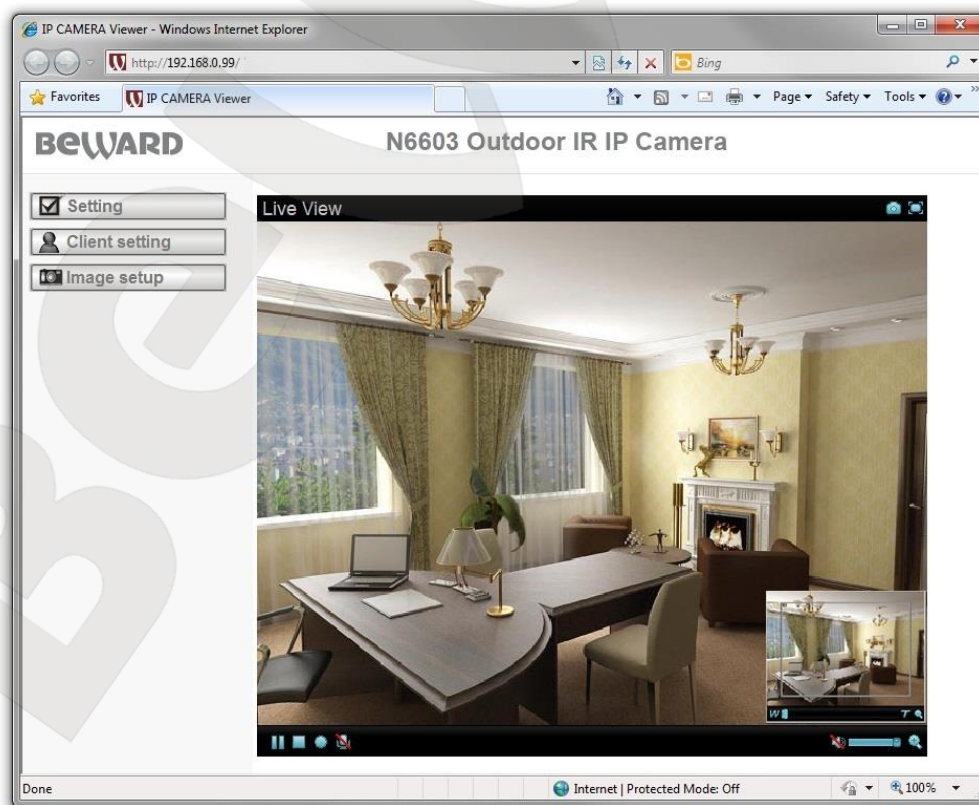 IP CAMERA Viewer - Windows Internet Explorer
http://192.168.0.99/
Bing
Favorites
IP CAMERA Viewer
Page
Safety
Tools
BEWARD
N6603 Outdoor IR IP Camera
Setting
Client setting
Image setup
Live View
W
T
Done
Internet | Protected Mode: Off
100%